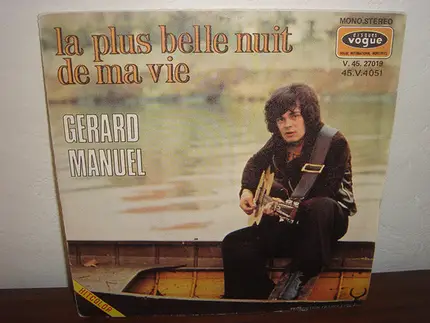 la plus belle nuit
de ma vie
MONO.STEREO
disques
vogue
V. 45. 27019
45.V.4051
GERARD
MANUEL